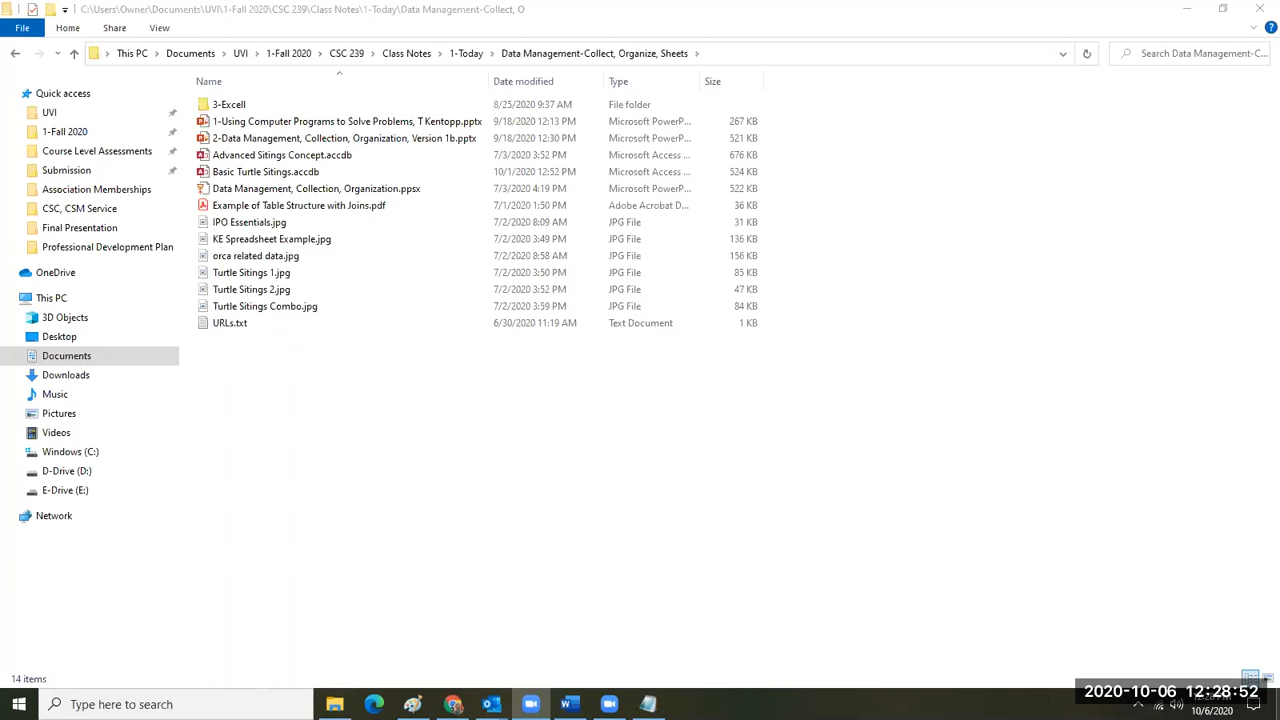 C:\Users\Owner\Documents\UVI\1-Fall 2020\CSC 239\Class Notes\1-Today\Data Management-Collect, O
File Home Share View
This PC > Documents > UVI > 1-Fall 2020 > CSC 239 > Class Notes > 1-Today > Data Management-Collect, Organize, Sheets >
Search Data Management-C...
Name Date modified Type Size
3-Excell 8/25/2020 9:37 AM File folder
1-Using Computer Programs to Solve Problems, T Kentopp.pptx 9/18/2020 12:13 PM Microsoft PowerP... 267 KB
2-Data Management, Collection, Organization, Version 1b.pptx 9/18/2020 12:30 PM Microsoft PowerP... 521 KB
Advanced Sitings Concept.accdb 7/3/2020 3:52 PM Microsoft Access ... 676 KB
Basic Turtle Sitings.accdb 10/1/2020 12:52 PM Microsoft Access ... 524 KB
Data Management, Collection, Organization.ppsx 7/3/2020 4:19 PM Microsoft PowerP... 522 KB
Example of Table Structure with Joins.pdf 7/1/2020 1:50 PM Adobe Acrobat D... 36 KB
IPO Essentials.jpg 7/2/2020 8:09 AM JPG File 31 KB
KE Spreadsheet Example.jpg 7/2/2020 3:49 PM JPG File 136 KB
orca related data.jpg 7/2/2020 8:58 AM JPG File 156 KB
Turtle Sitings 1.jpg 7/2/2020 3:50 PM JPG File 85 KB
Turtle Sitings 2.jpg 7/2/2020 3:52 PM JPG File 47 KB
Turtle Sitings Combo.jpg 7/2/2020 3:59 PM JPG File 84 KB
URLs.txt 6/30/2020 11:19 AM Text Document 1 KB
Quick access
UVI
1-Fall 2020
Course Level Assessments
Submission
Association Memberships
CSC, CSM Service
Final Presentation
Professional Development Plan
OneDrive
This PC
3D Objects
Desktop
Documents
Downloads
Music
Pictures
Videos
Windows (C:)
D-Drive (D:)
E-Drive (E:)
Network
14 items
Type here to search
2020-10-06 12:28:52
10/6/2020